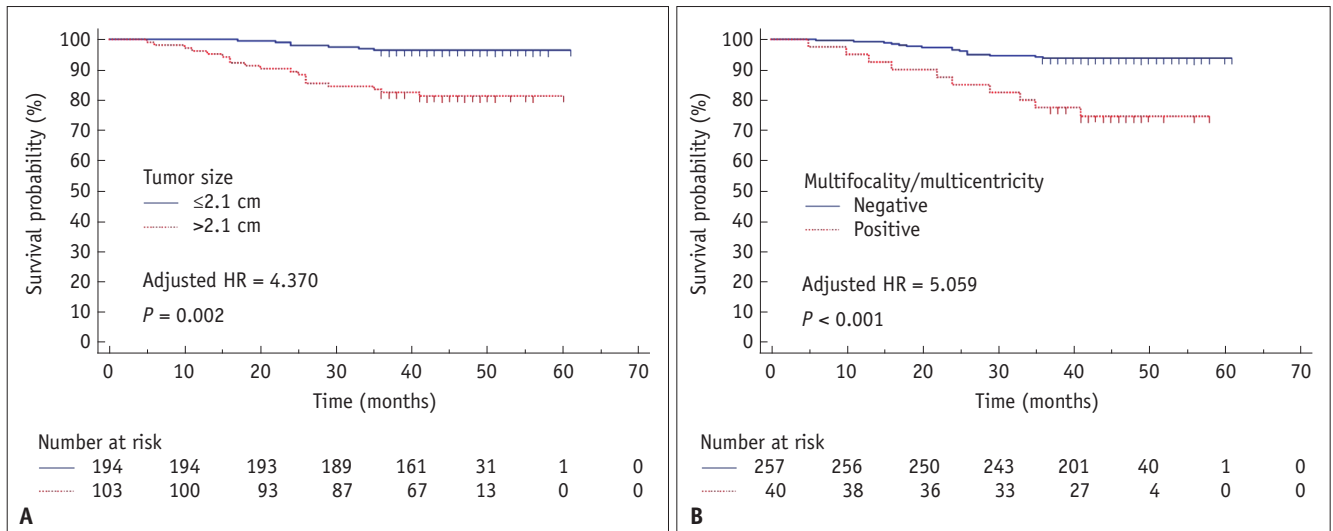 100
90
80
70
60
50
40
30
20
10
0
Survival probability (%)
Tumor size
≤2.1 cm
>2.1 cm
Adjusted HR = 4.370
P = 0.002
0 10 20 30 40 50 60 70
Time (months)
Number at risk
194 194 193 189 161 31 1 0
103 100 93 87 67 13 0 0
A
100
90
80
70
60
50
40
30
20
10
0
Survival probability (%)
Multifocality/multicentricity
Negative
Positive
Adjusted HR = 5.059
P < 0.001
0 10 20 30 40 50 60 70
Time (months)
Number at risk
257 256 250 243 201 40 1 0
40 38 36 33 27 4 0 0
B